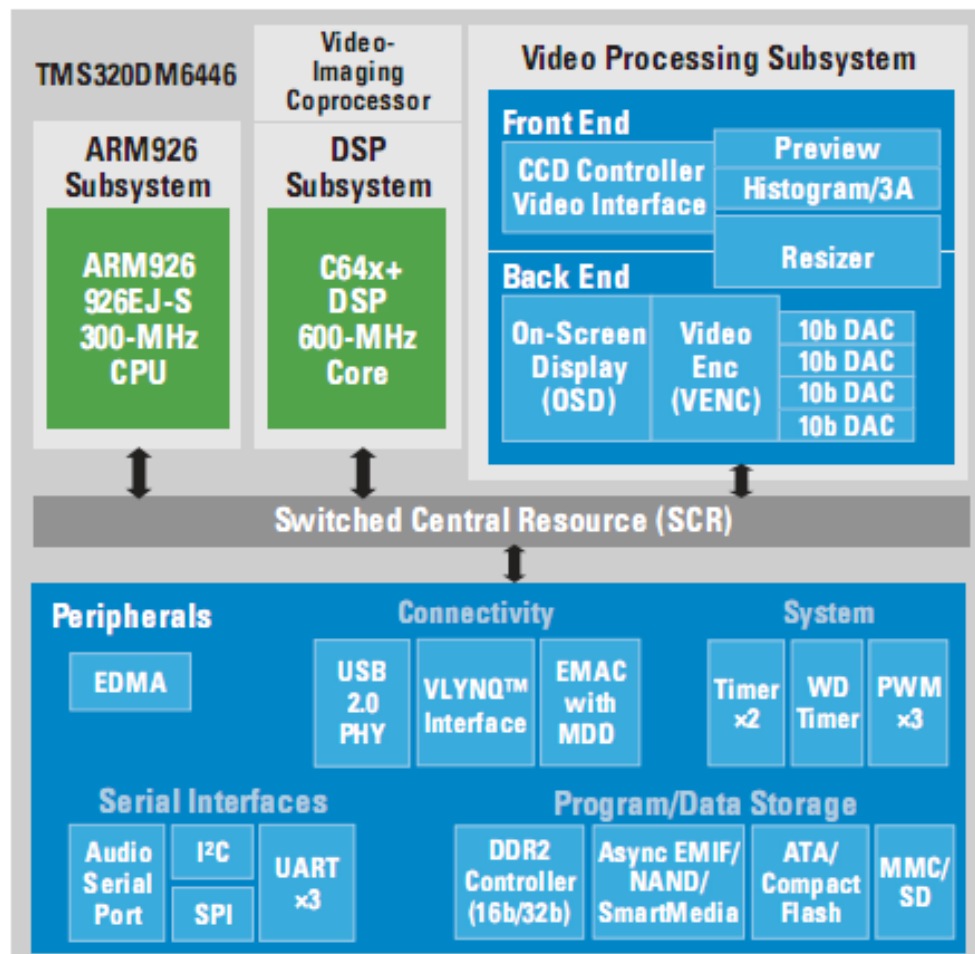 TMS320DM6446
Video-
Imaging
Coprocessor
Video Processing Subsystem
ARM926
Subsystem
DSP
Subsystem
ARM926
926EJ-S
300-MHz
CPU
C64x+
DSP
600-MHz
Core
Front End
CCD Controller
Video Interface
Preview
Histogram/3A
Resizer
Back End
On-Screen
Display
(OSD)
Video
Enc
(VENC)
10b DAC
10b DAC
10b DAC
10b DAC
Switched Central Resource (SCR)
Peripherals
EDMA
Connectivity
USB
2.0
PHY
VLYNQ™
Interface
EMAC
with
MDD
System
Timer
×2
WD
Timer
PWM
×3
Serial Interfaces
Audio
Serial
Port
I²C
SPI
UART
×3
Program/Data Storage
DDR2
Controller
(16b/32b)
Async EMIF/
NAND/
SmartMedia
ATA/
Compact
Flash
MMC/
SD